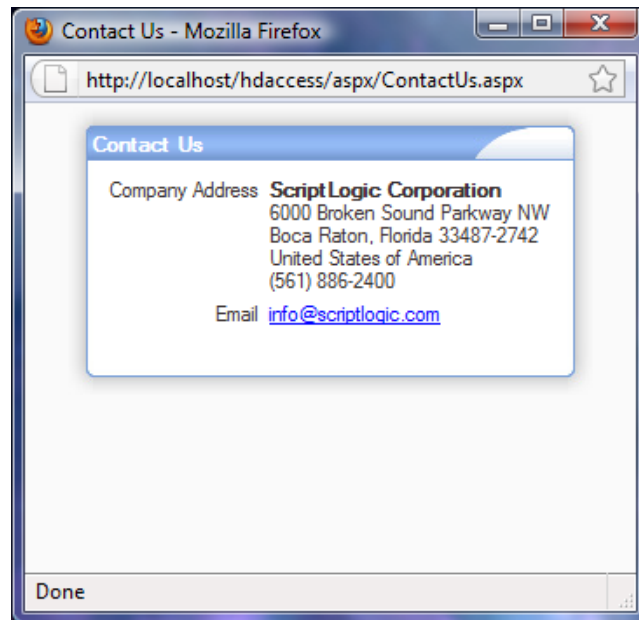 Contact Us - Mozilla Firefox
http://localhost/hdaccess/aspx/ContactUs.aspx
Contact Us
Company Address ScriptLogic Corporation
6000 Broken Sound Parkway NW
Boca Raton, Florida 33487-2742
United States of America
(561) 886-2400
Email info@scriptlogic.com
Done